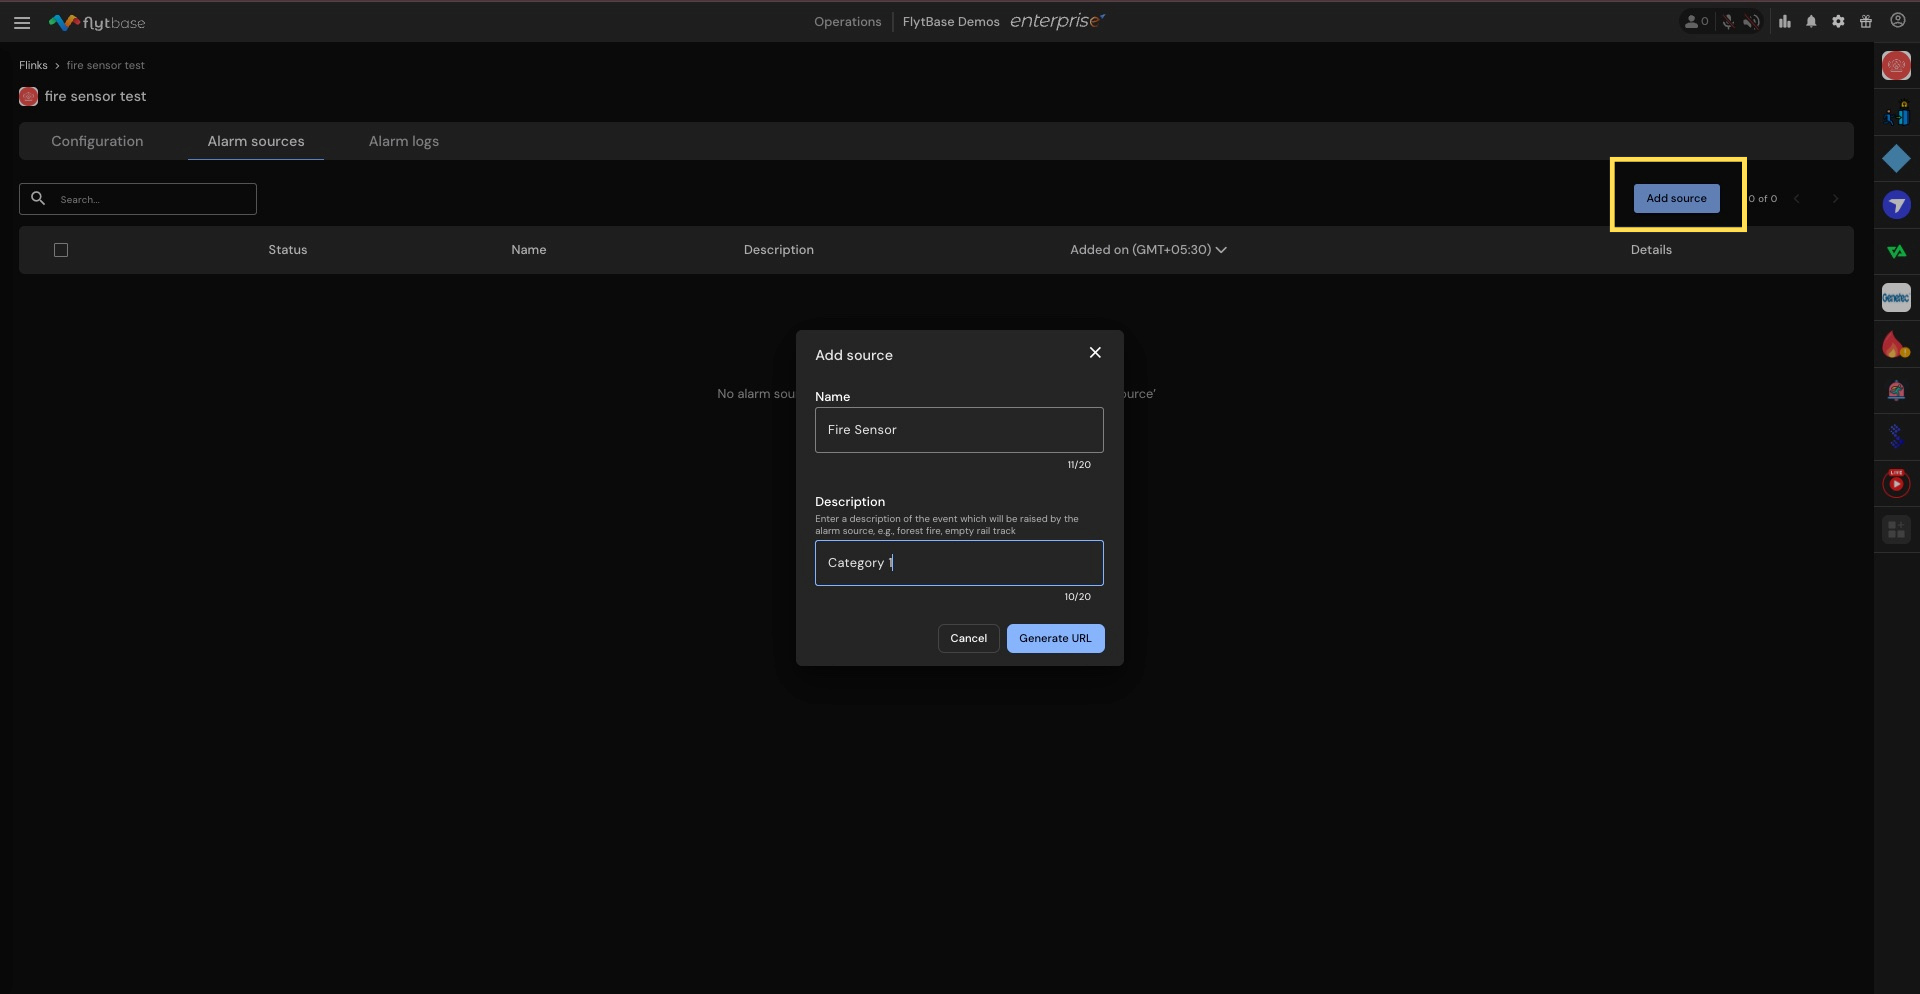 flytbase
Operations
FlytBase Demos
enterprise
0
Flinks > fire sensor test
fire sensor test
Configuration
Alarm sources
Alarm logs
Search...
Add source
0 of 0
Status
Name
Description
Added on (GMT+05:30)
Details
No alarm sou
ource'
Add source
Name
Fire Sensor
11/20
Description
Enter a description of the event which will be raised by the
alarm source, e.g., forest fire, empty rail track
Category 1
10/20
Cancel
Generate URL
Genetec
LIVE